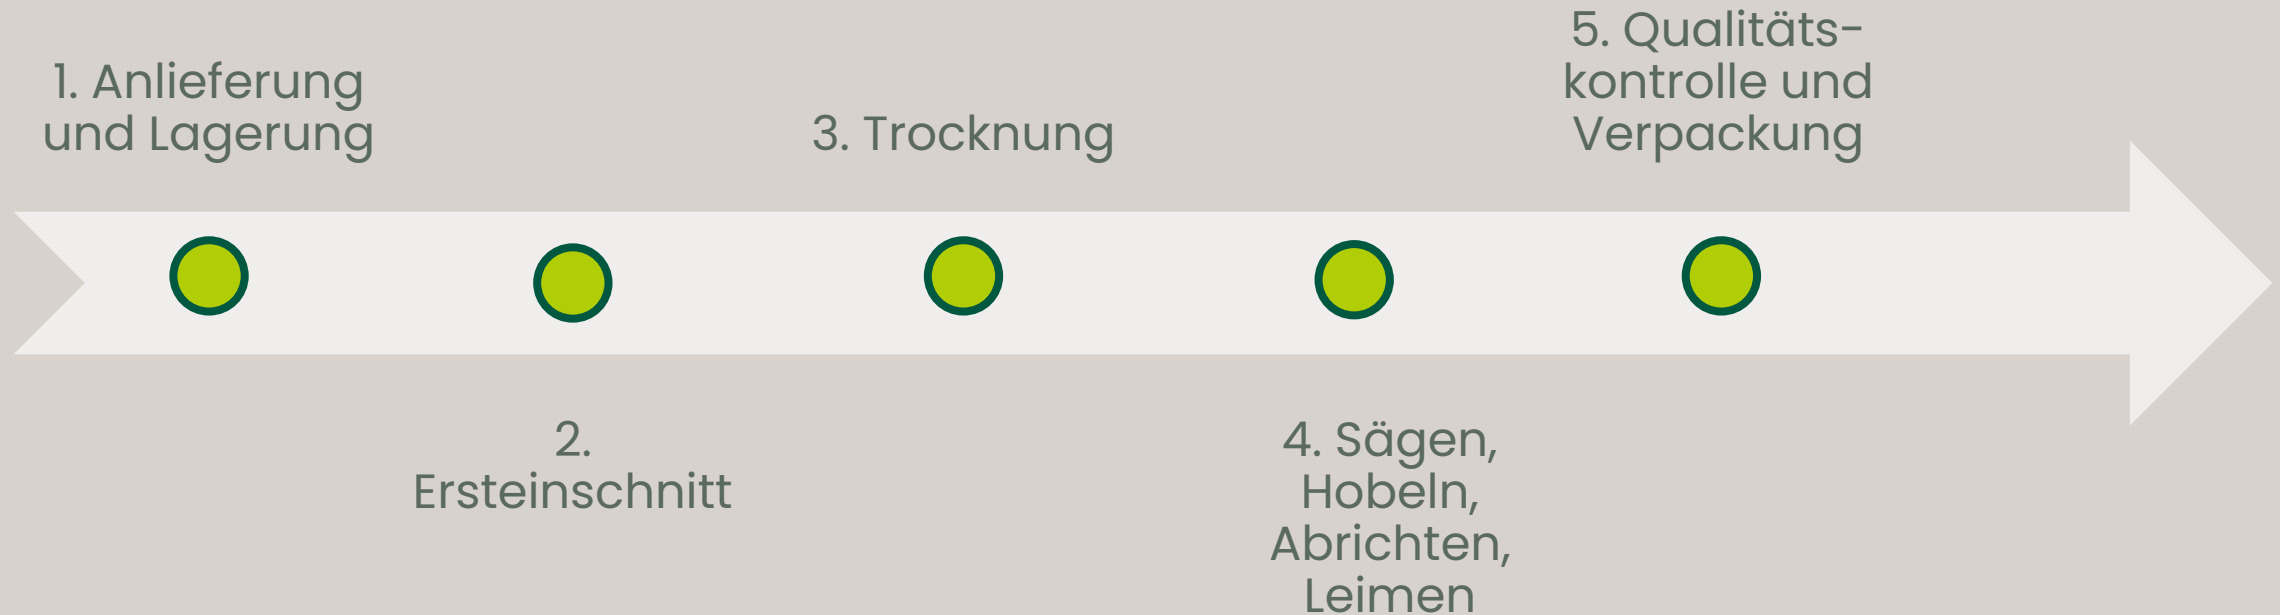 1. Anlieferung
und Lagerung
2.
Ersteinschnitt
3. Trocknung
4. Sägen,
Hobeln,
Abrichten,
Leimen
5. Qualitäts-
kontrolle und
Verpackung